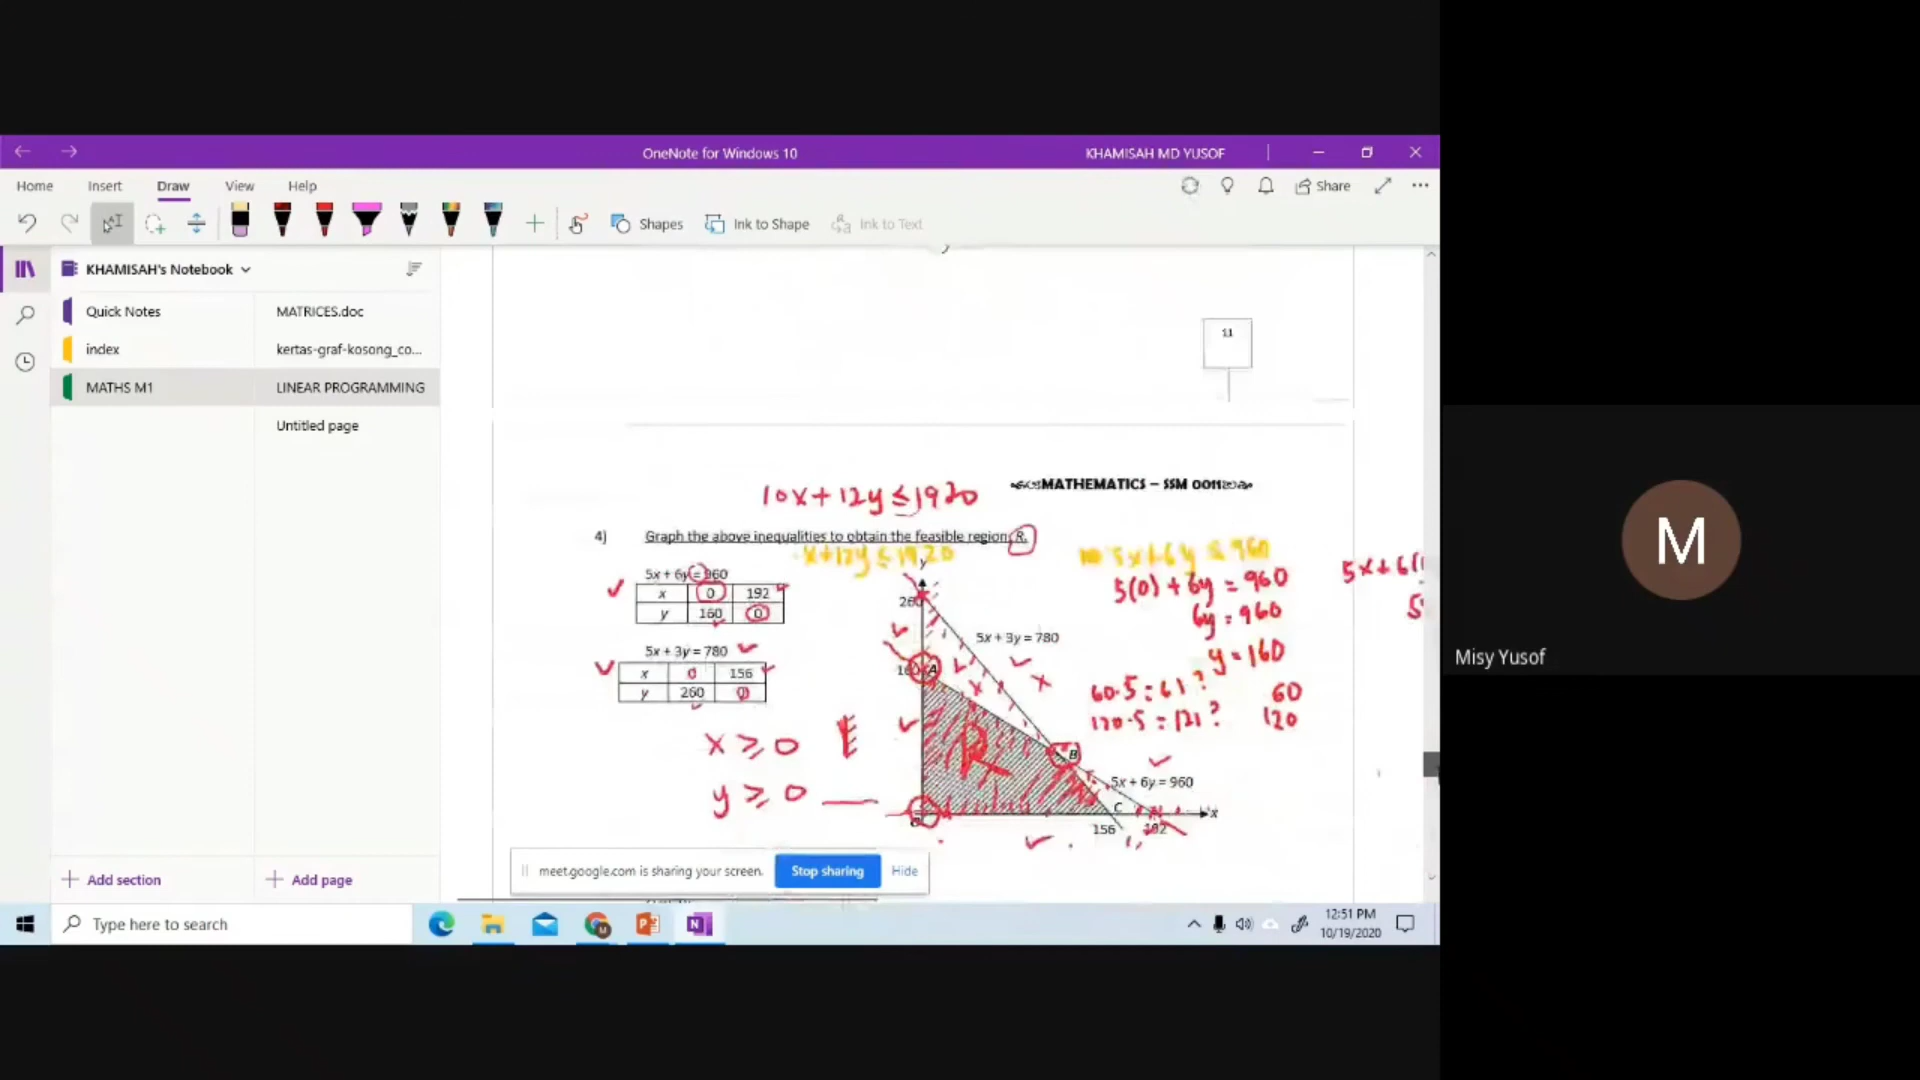 OneNote for Windows 10
KHAMISAH MD YUSOF
Home Insert Draw View Help
Share
Shapes Ink to Shape Ink to Text
KHAMISAH's Notebook
Quick Notes
MATRICES.doc
index
kertas-graf-kosong_co...
MATHS M1
LINEAR PROGRAMMING
Untitled page
11
MATHEMATICS – SSM 0011
10x + 12y ≤ 1920
4) Graph the above inequalities to obtain the feasible region, R.
x + 12y ≤ 1920
5x + 6y ≤ 960
5x + 6y = 960
x 0 192
y 160 0
5x + 3y = 780
x 0 156
y 260 0
x ≥ 0
y ≥ 0
y
260
5x + 3y = 780
160 A
R
B
5x + 6y = 960
C
x
156 192
5(0) + 6y = 960
6y = 960
y = 160
60.5 = 61?
60
120.5 = 121?
120
5x + 6(
5
meet.google.com is sharing your screen.
Stop sharing
Hide
Add section
Add page
Type here to search
12:51 PM
10/19/2020
M
Misy Yusof